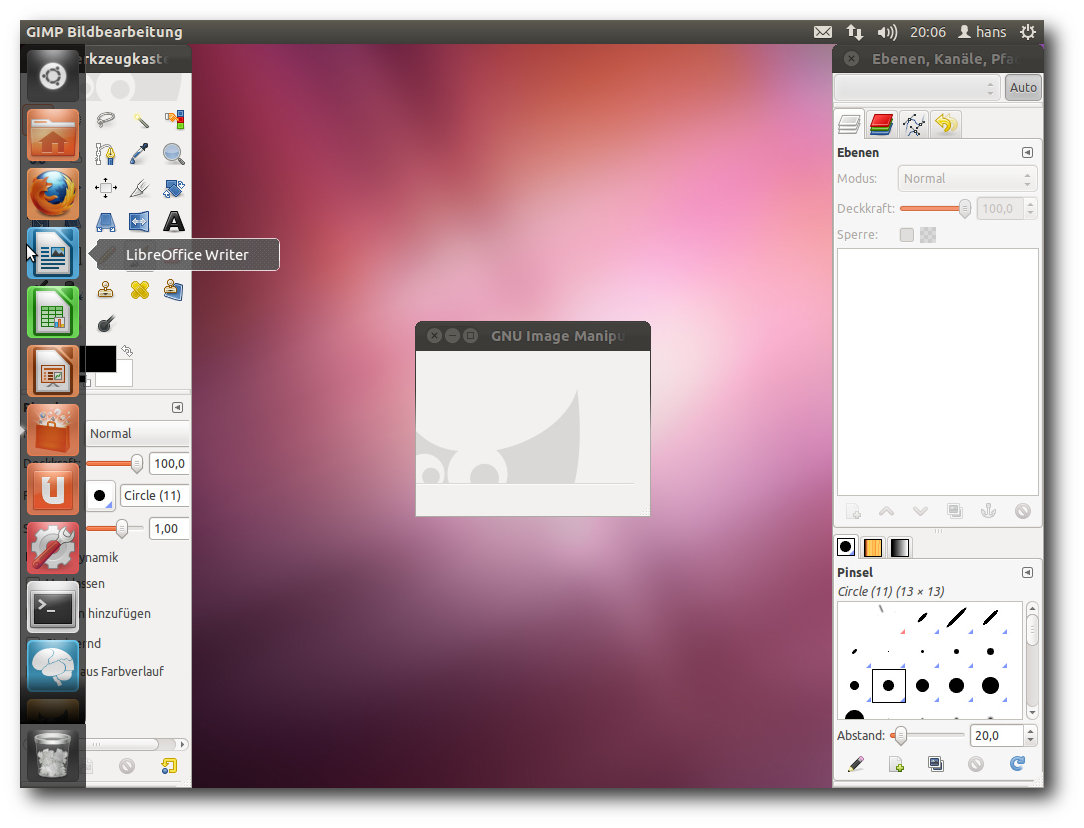 GIMP Bildbearbeitung
20:06
hans
rkzeugkaste
Ebenen, Kanäle, Pfa
Auto
Ebenen
Modus:
Normal
Deckkraft:
100,0
Sperre:
LibreOffice Writer
GNU Image Manipu
Normal
100,0
Circle (11)
1,00
namik
ssen
n hinzufügen
rnd
aus Farbverlauf
Pinsel
Circle (11) (13 × 13)
Abstand:
20,0